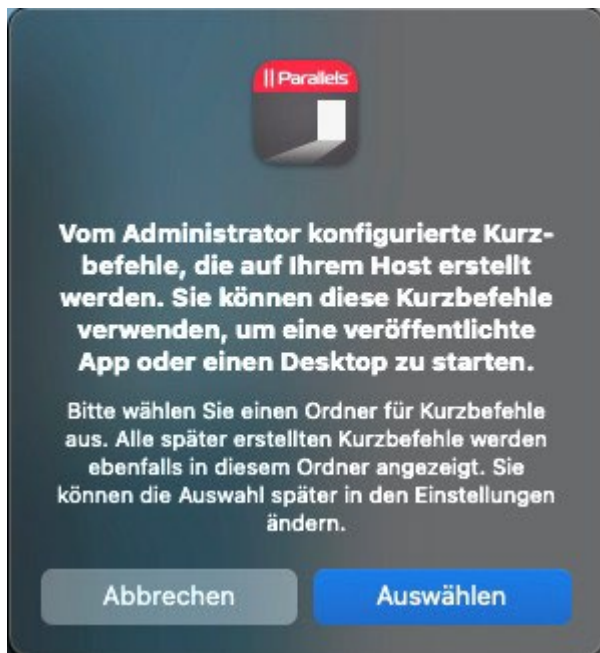 Parallels
Vom Administrator konfigurierte Kurz-
befehle, die auf Ihrem Host erstellt
werden. Sie können diese Kurzbefehle
verwenden, um eine veröffentlichte
App oder einen Desktop zu starten.
Bitte wählen Sie einen Ordner für Kurzbefehle
aus. Alle später erstellten Kurzbefehle werden
ebenfalls in diesem Ordner angezeigt. Sie
können die Auswahl später in den Einstellungen
ändern.
Abbrechen Auswählen